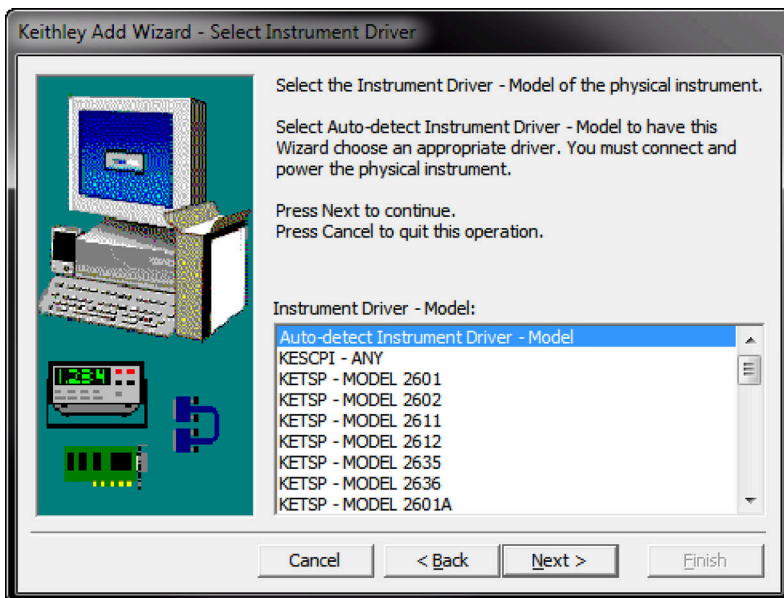 Keithley Add Wizard - Select Instrument Driver
Select the Instrument Driver - Model of the physical instrument.
Select Auto-detect Instrument Driver - Model to have this
Wizard choose an appropriate driver. You must connect and
power the physical instrument.
Press Next to continue.
Press Cancel to quit this operation.
Instrument Driver - Model:
Auto-detect Instrument Driver - Model
KESCPI - ANY
KETSP - MODEL 2601
KETSP - MODEL 2602
KETSP - MODEL 2611
KETSP - MODEL 2612
KETSP - MODEL 2635
KETSP - MODEL 2636
KETSP - MODEL 2601A
1.284
Cancel
< Back
Next >
Finish